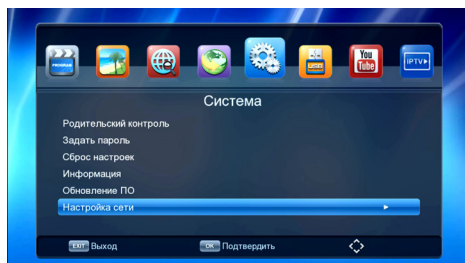 PROGRAM
You Tube
IPTV
Система
Родительский контроль
Задать пароль
Сброс настроек
Информация
Обновление ПО
Настройка сети
EXIT Выход
OK Подтвердить